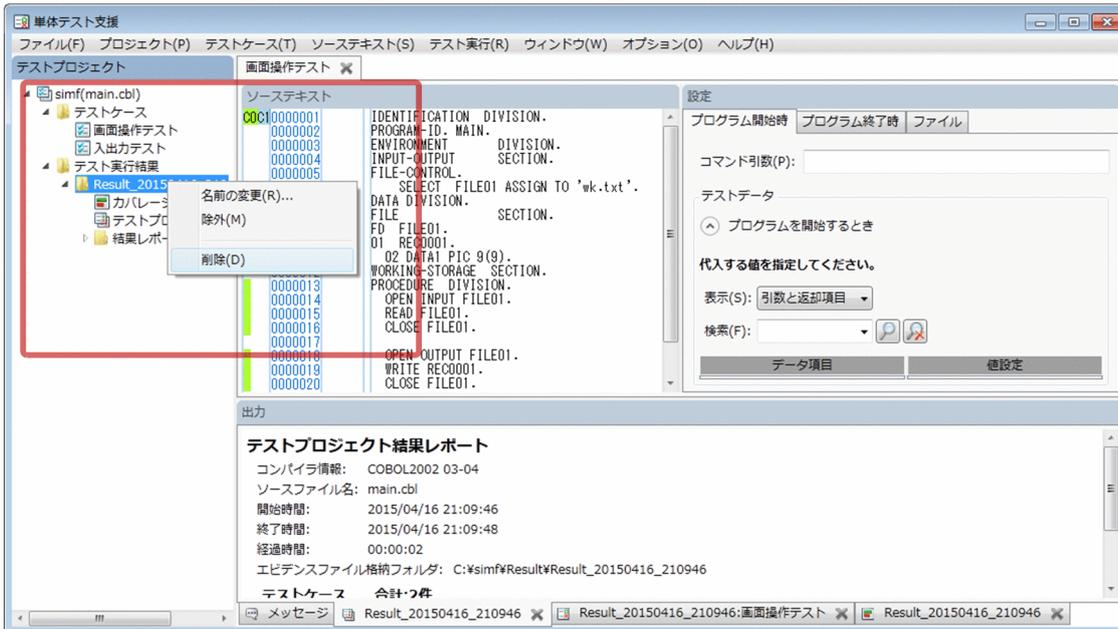 単体テスト支援
ファイル(F) プロジェクト(P) テストケース(T) ソーステキスト(S) テスト実行(R) ウィンドウ(W) オプション(O) ヘルプ(H)
テストプロジェクト
simf(main.cbl)
テストケース
画面操作テスト
入出力テスト
テスト実行結果
Result_20150416_210
カバレー
テストプロ
結果レポー
名前の変更(R)...
除外(M)
削除(D)
画面操作テスト
ソーステキスト
C0C1 0000001 IDENTIFICATION DIVISION.
0000002 PROGRAM-ID. MAIN.
0000003 ENVIRONMENT DIVISION.
0000004 INPUT-OUTPUT SECTION.
0000005 FILE-CONTROL.
SELECT FILE01 ASSIGN TO 'wk.txt'.
DATA DIVISION.
FILE SECTION.
FD FILE01.
01 REC0001.
02 DATA1 PIC 9(9).
0000012 WORKING-STORAGE SECTION.
0000013 PROCEDURE DIVISION.
0000014 OPEN INPUT FILE01.
0000015 READ FILE01.
0000016 CLOSE FILE01.
0000017
0000018 OPEN OUTPUT FILE01.
0000019 WRITE REC0001.
0000020 CLOSE FILE01.
設定
プログラム開始時 プログラム終了時 ファイル
コマンド引数(P):
テストデータ
プログラムを開始するとき
代入する値を指定してください。
表示(S): 引数と返却項目
検索(F):
データ項目 値設定
出力
テストプロジェクト結果レポート
コンパイラ情報: COBOL2002 03-04
ソースファイル名: main.cbl
開始時間: 2015/04/16 21:09:46
終了時間: 2015/04/16 21:09:48
経過時間: 00:00:02
エビデンスファイル格納フォルダ: C:¥simf¥Result¥Result_20150416_210946
テストケース 合計:2件
メッセージ Result_20150416_210946 Result_20150416_210946:画面操作テスト Result_20150416_210946